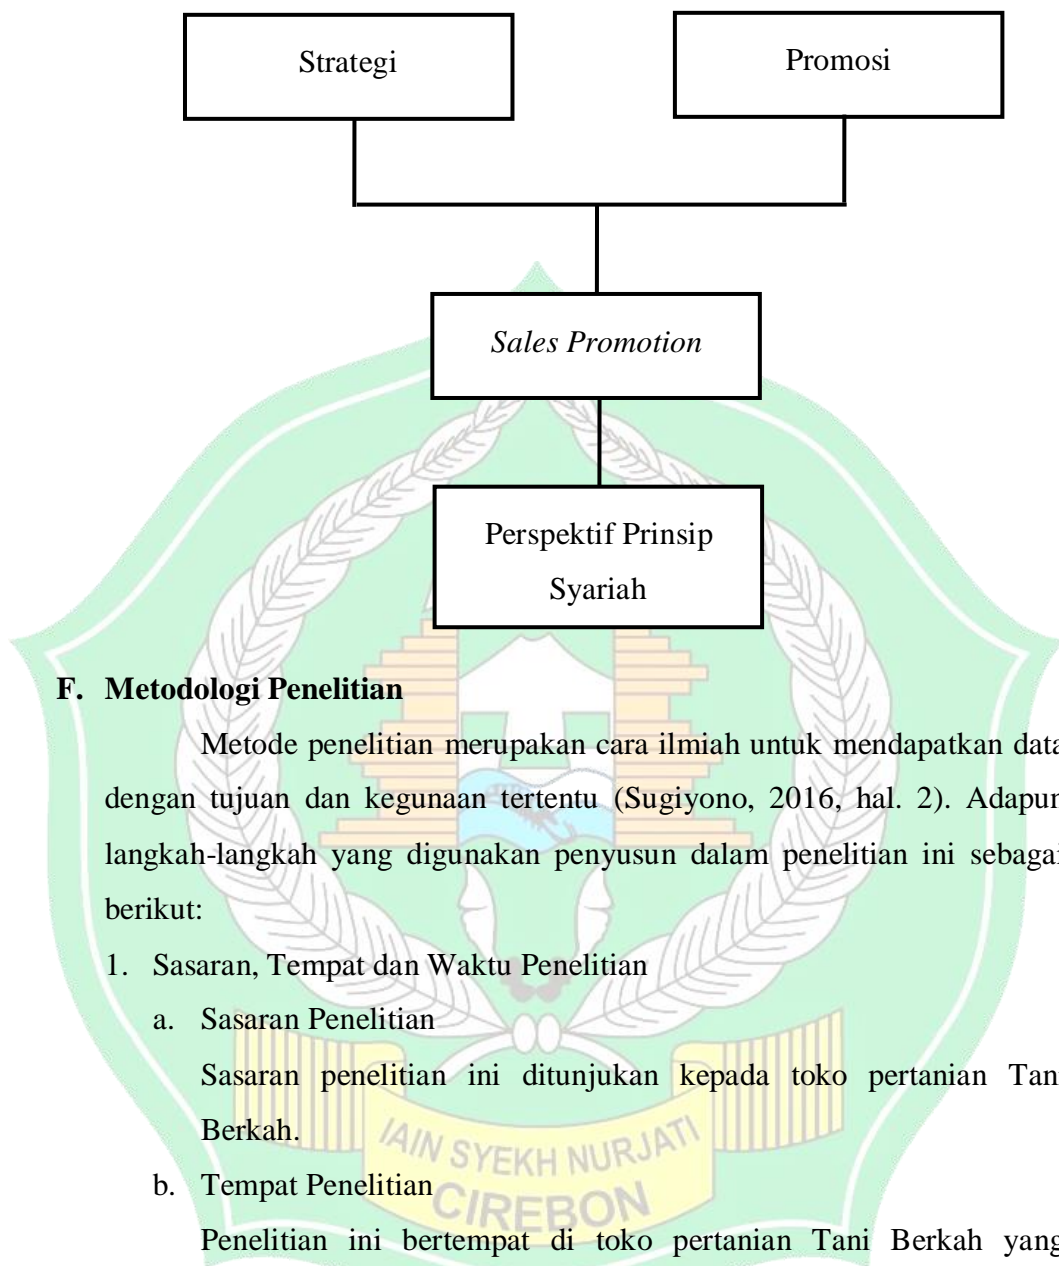 Strategi
Promosi
Sales Promotion
Perspektif Prinsip
Syariah
F. Metodologi Penelitian
Metode penelitian merupakan cara ilmiah untuk mendapatkan data
dengan tujuan dan kegunaan tertentu (Sugiyono, 2016, hal. 2). Adapun
langkah-langkah yang digunakan penyusun dalam penelitian ini sebagai
berikut:
1. Sasaran, Tempat dan Waktu Penelitian
a. Sasaran Penelitian
Sasaran penelitian ini ditunjukan kepada toko pertanian Tani
Berkah.
IAIN SYEKH NURJATI
b. Tempat Penelitian
CIREBON
Penelitian ini bertempat di toko pertanian Tani Berkah yang